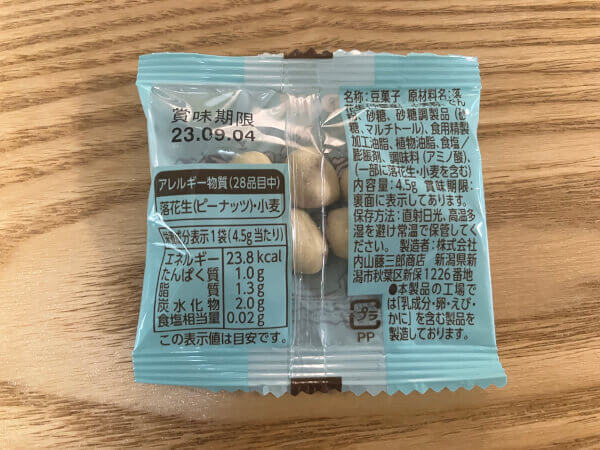 賞味期限
23.09.04
アレルギー物質(28品目中)
落花生(ピーナッツ)・小麦
栄養成分表示1袋(4.5g当たり)
エネルギー 23.8kcal
たんぱく質 1.0g
脂質 1.3g
炭水化物 2.0g
食塩相当量 0.02g
この表示値は目安です。
名称:豆菓子 原材料名:落
糖、砂糖、砂糖調製品(砂
糖、マルチトール)、食用精製
加工油脂、植物油脂、食塩/
膨脹剤、調味料(アミノ酸)、
(一部に落花生・小麦を含む)
内容量:4.5g 賞味期限:
裏面に表示してあります。
保存方法:直射日光、高温多
湿を避け常温で保管してく
ださい。 製造者:株式会社
内山藤三郎商店 新潟県新
潟市秋葉区新保1226番地
●本製品の工場で
は「乳成分・卵・えび・
かに」を含む製品を
製造しております。
プラ
PP